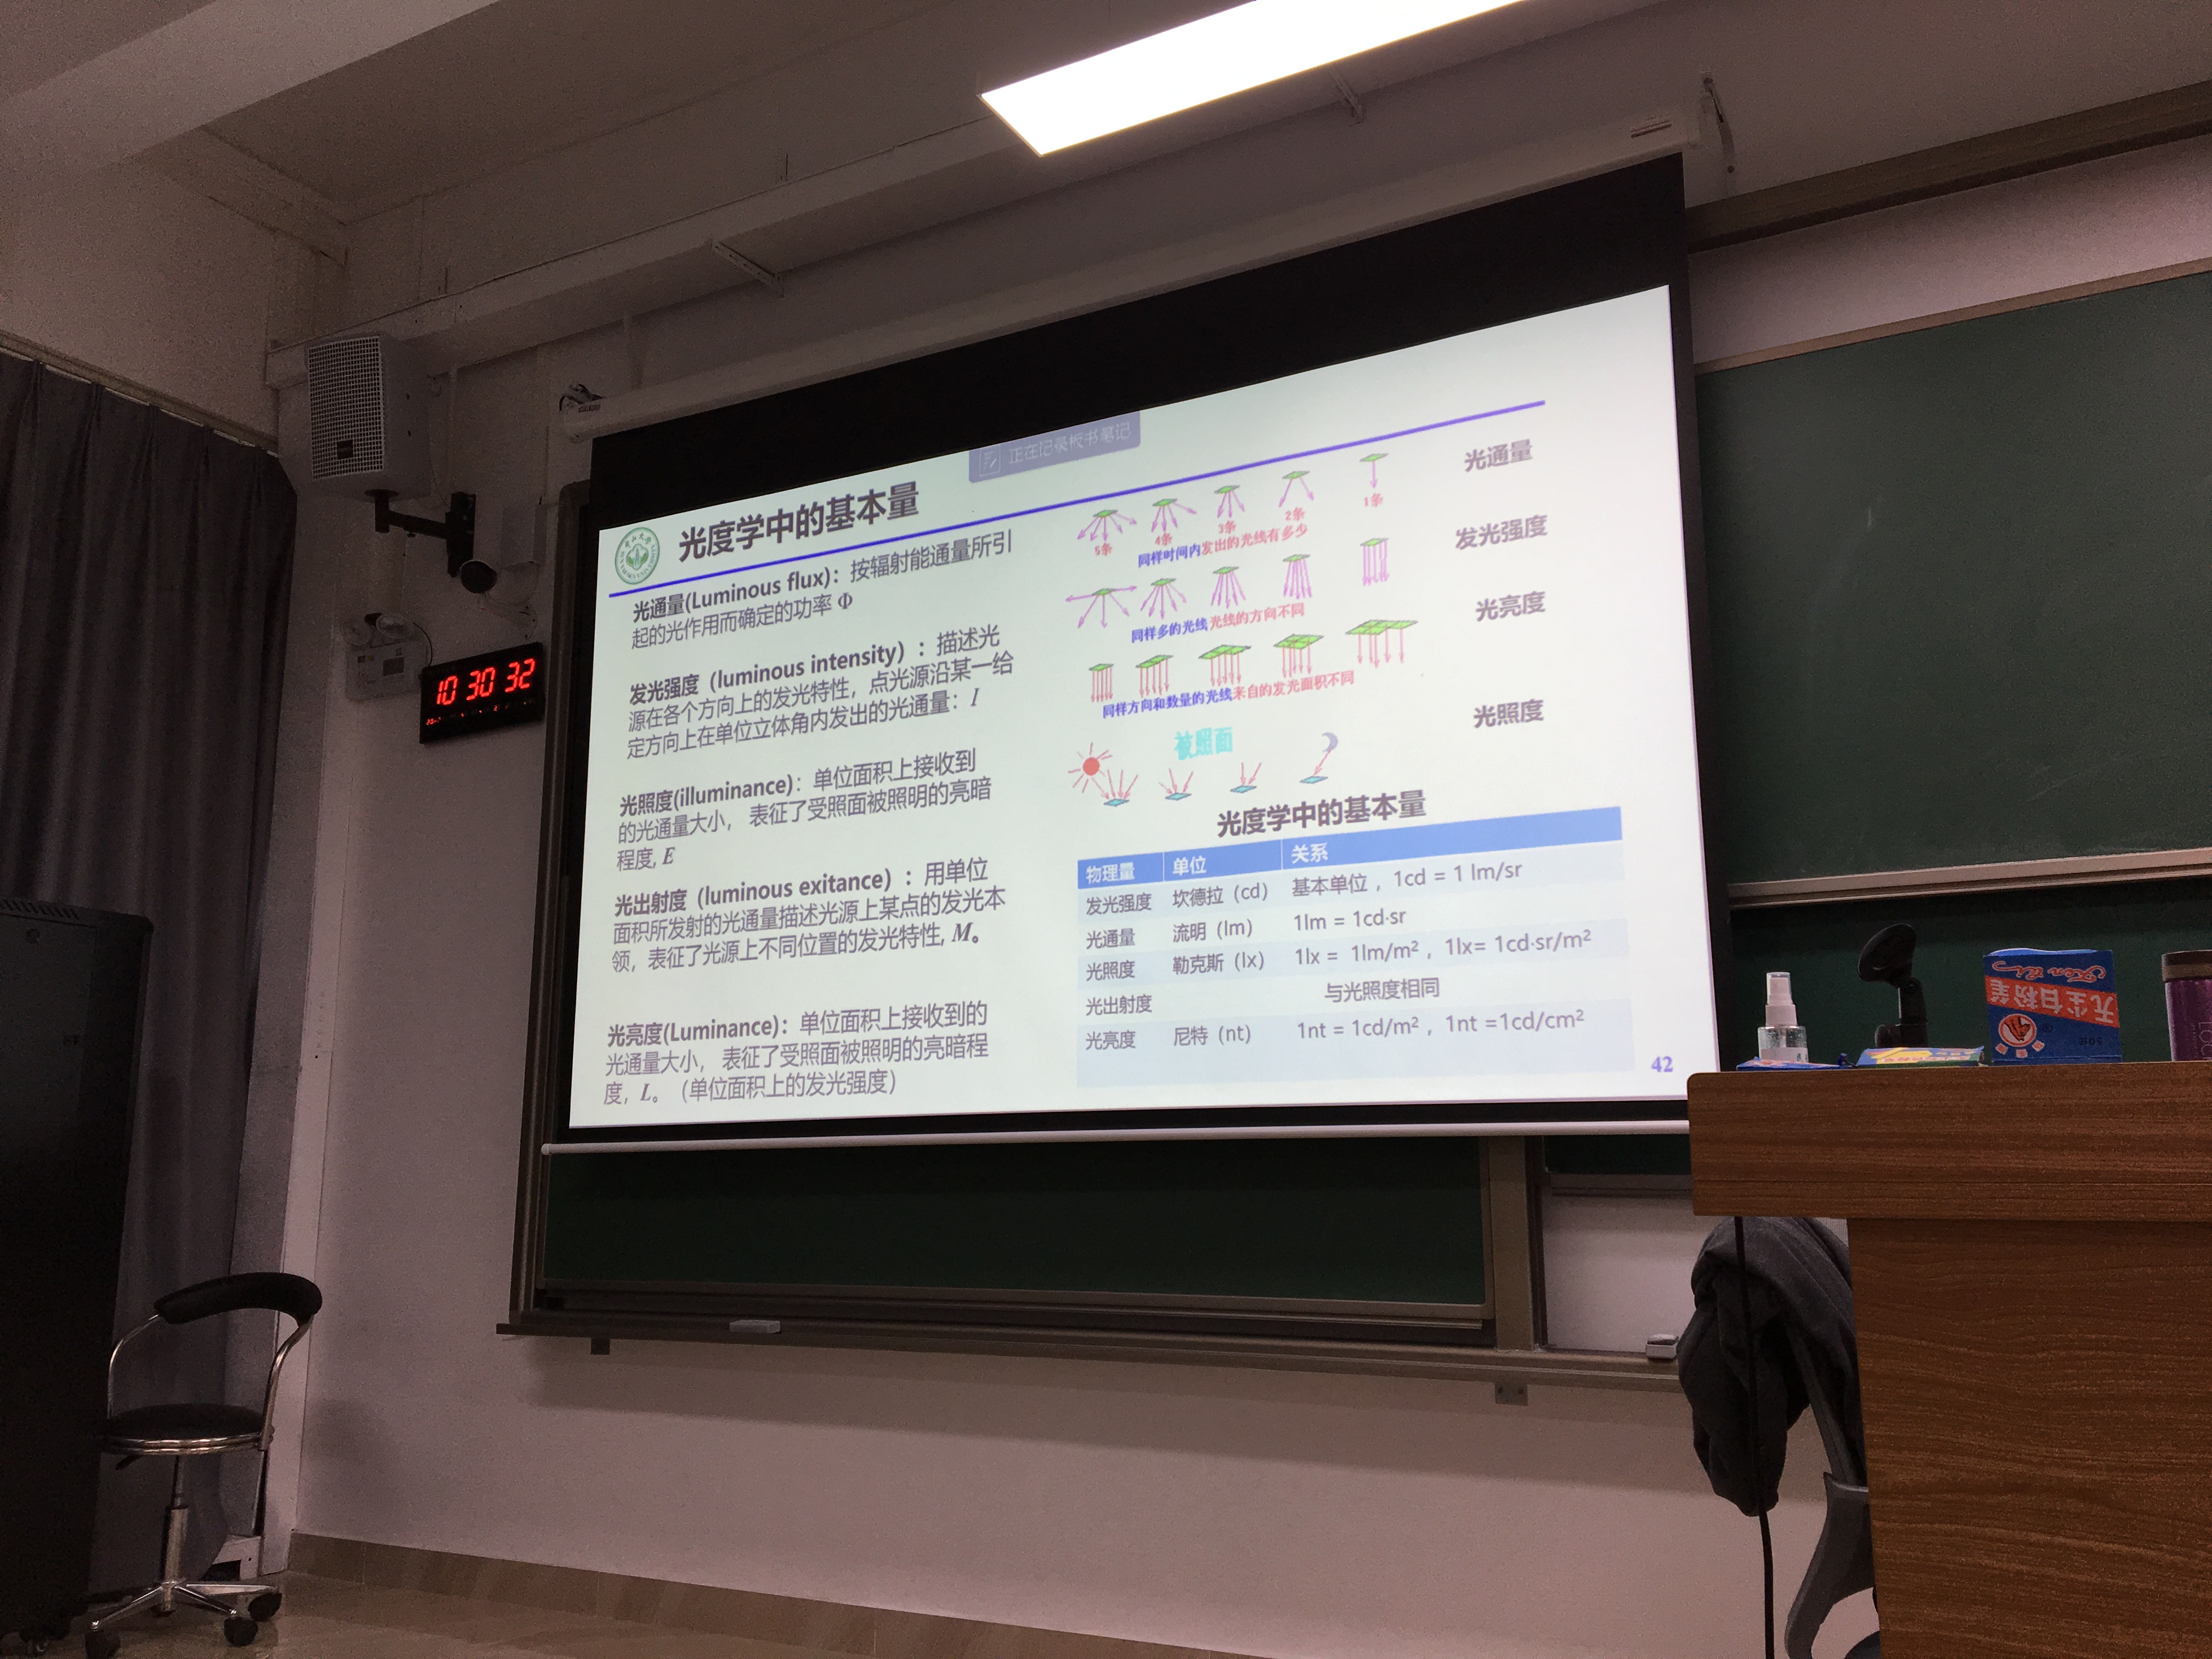 正在记录板书笔记
光度学中的基本量
光通量(Luminous flux)：按辐射能通量所引
起的光作用而确定的功率 Φ
发光强度（luminous intensity）：描述光
源在各个方向上的发光特性，点光源沿某一给
定方向上在单位立体角内发出的光通量：I
光照度(illuminance)：单位面积上接收到
的光通量大小， 表征了受照面被照明的亮暗
程度, E
光出射度（luminous exitance）：用单位
面积所发射的光通量描述光源上某点的发光本
领，表征了光源上不同位置的发光特性, M。
光亮度(Luminance)：单位面积上接收到的
光通量大小， 表征了受照面被照明的亮暗程
度，L。（单位面积上的发光强度）
5条 4条 3条 2条 1条
同样时间内发出的光线有多少
光通量
同样多的光线 光线的方向不同
发光强度
同样方向和数量的光线来自的发光面积不同
光亮度
被照面
光照度
光度学中的基本量
物理量 单位 关系
发光强度 坎德拉（cd） 基本单位 ，1cd = 1 lm/sr
光通量 流明（lm） 1lm = 1cd·sr
光照度 勒克斯（lx） 1lx = 1lm/m² ，1lx= 1cd·sr/m²
光出射度 与光照度相同
光亮度 尼特（nt） 1nt = 1cd/m² ，1nt =1cd/cm²
42
10 30 32
无尘白粉笔